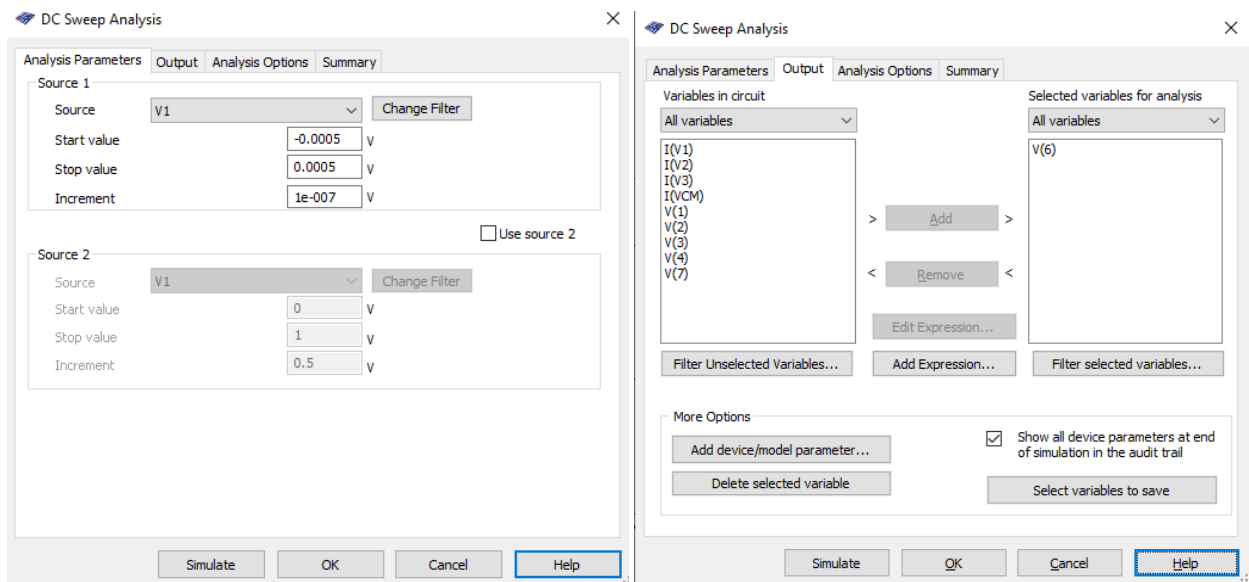 DC Sweep Analysis
Analysis Parameters Output Analysis Options Summary
Source 1
Source V1 Change Filter
Start value -0.0005 V
Stop value 0.0005 V
Increment 1e-007 V
Use source 2
Source 2
Source V1 Change Filter
Start value 0 V
Stop value 1 V
Increment 0.5 V
Simulate OK Cancel Help
DC Sweep Analysis
Analysis Parameters Output Analysis Options Summary
Variables in circuit Selected variables for analysis
All variables All variables
I(V1) V(6)
I(V2)
I(V3)
I(VCM)
V(1)
V(2)
V(3)
V(4)
V(7)
> Add >
< Remove <
Edit Expression...
Filter Unselected Variables... Add Expression... Filter selected variables...
More Options
Add device/model parameter... Show all device parameters at end
of simulation in the audit trail
Delete selected variable Select variables to save
Simulate OK Cancel Help